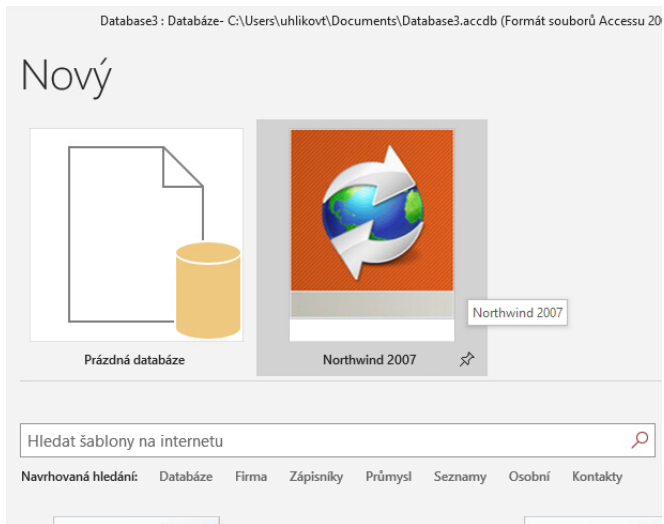 Database3 : Databáze- C:\Users\uhlikovt\Documents\Database3.accdb (Formát souborů Accessu
Nový
Northwind 2007
Prázdná databáze
Northwind 2007
Hledat šablony na internetu
Navrhovaná hledání: Databáze Firma Zápisníky Průmysl Seznamy Osobní Kontakty